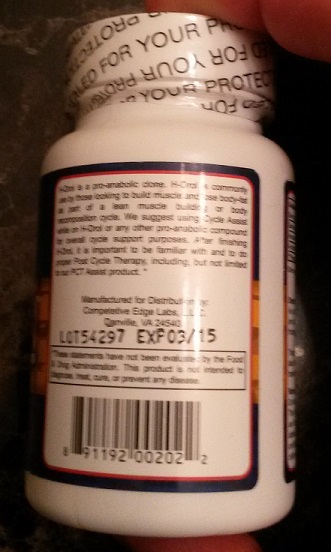 SEALED FOR YOUR PRO
FOR YOUR PROTEC
YOUR PROTECT
H-Drol is a pro-anabolic clone. H-Drol is commonly
use by those looking to build muscle and lose body-fat
as part of a lean muscle building or body
recomposition cycle. We suggest using Cycle Assist
while on H-Drol or any other pro-anabolic compound
for overall cycle support purposes. After finishing
H-Drol, it is important to be familiar with and to do
proper Post Cycle Therapy, including, but not limited
to our PCT Assist product. *
Manufactured for Distribution by:
Competitive Edge Labs, L.L.C.
Danville, VA 24540
LOT54297 EXP03/15
*These statements have not been evaluated by the Food
& Drug Administration. This product is not intended to
diagnose, treat, cure, or prevent any disease.
8 91192 00202 2